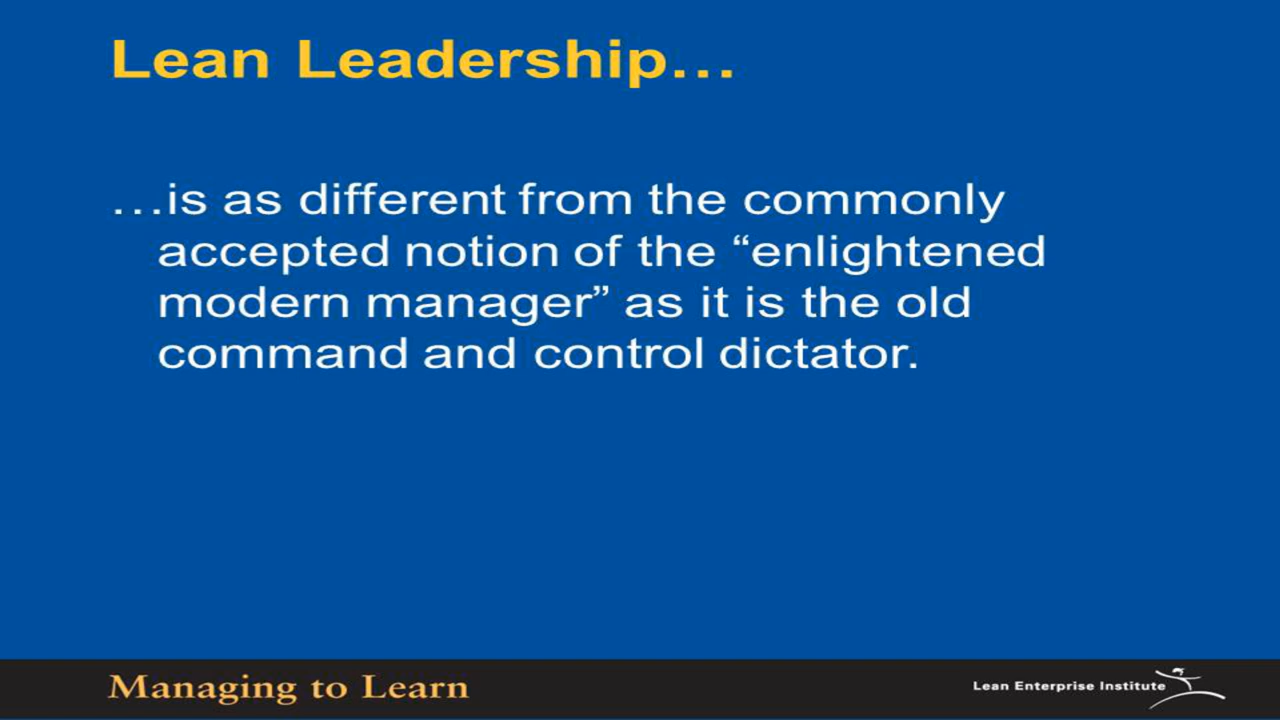 Lean Leadership…
…is as different from the commonly
accepted notion of the “enlightened
modern manager” as it is the old
command and control dictator.
Managing to Learn
Lean Enterprise Institute